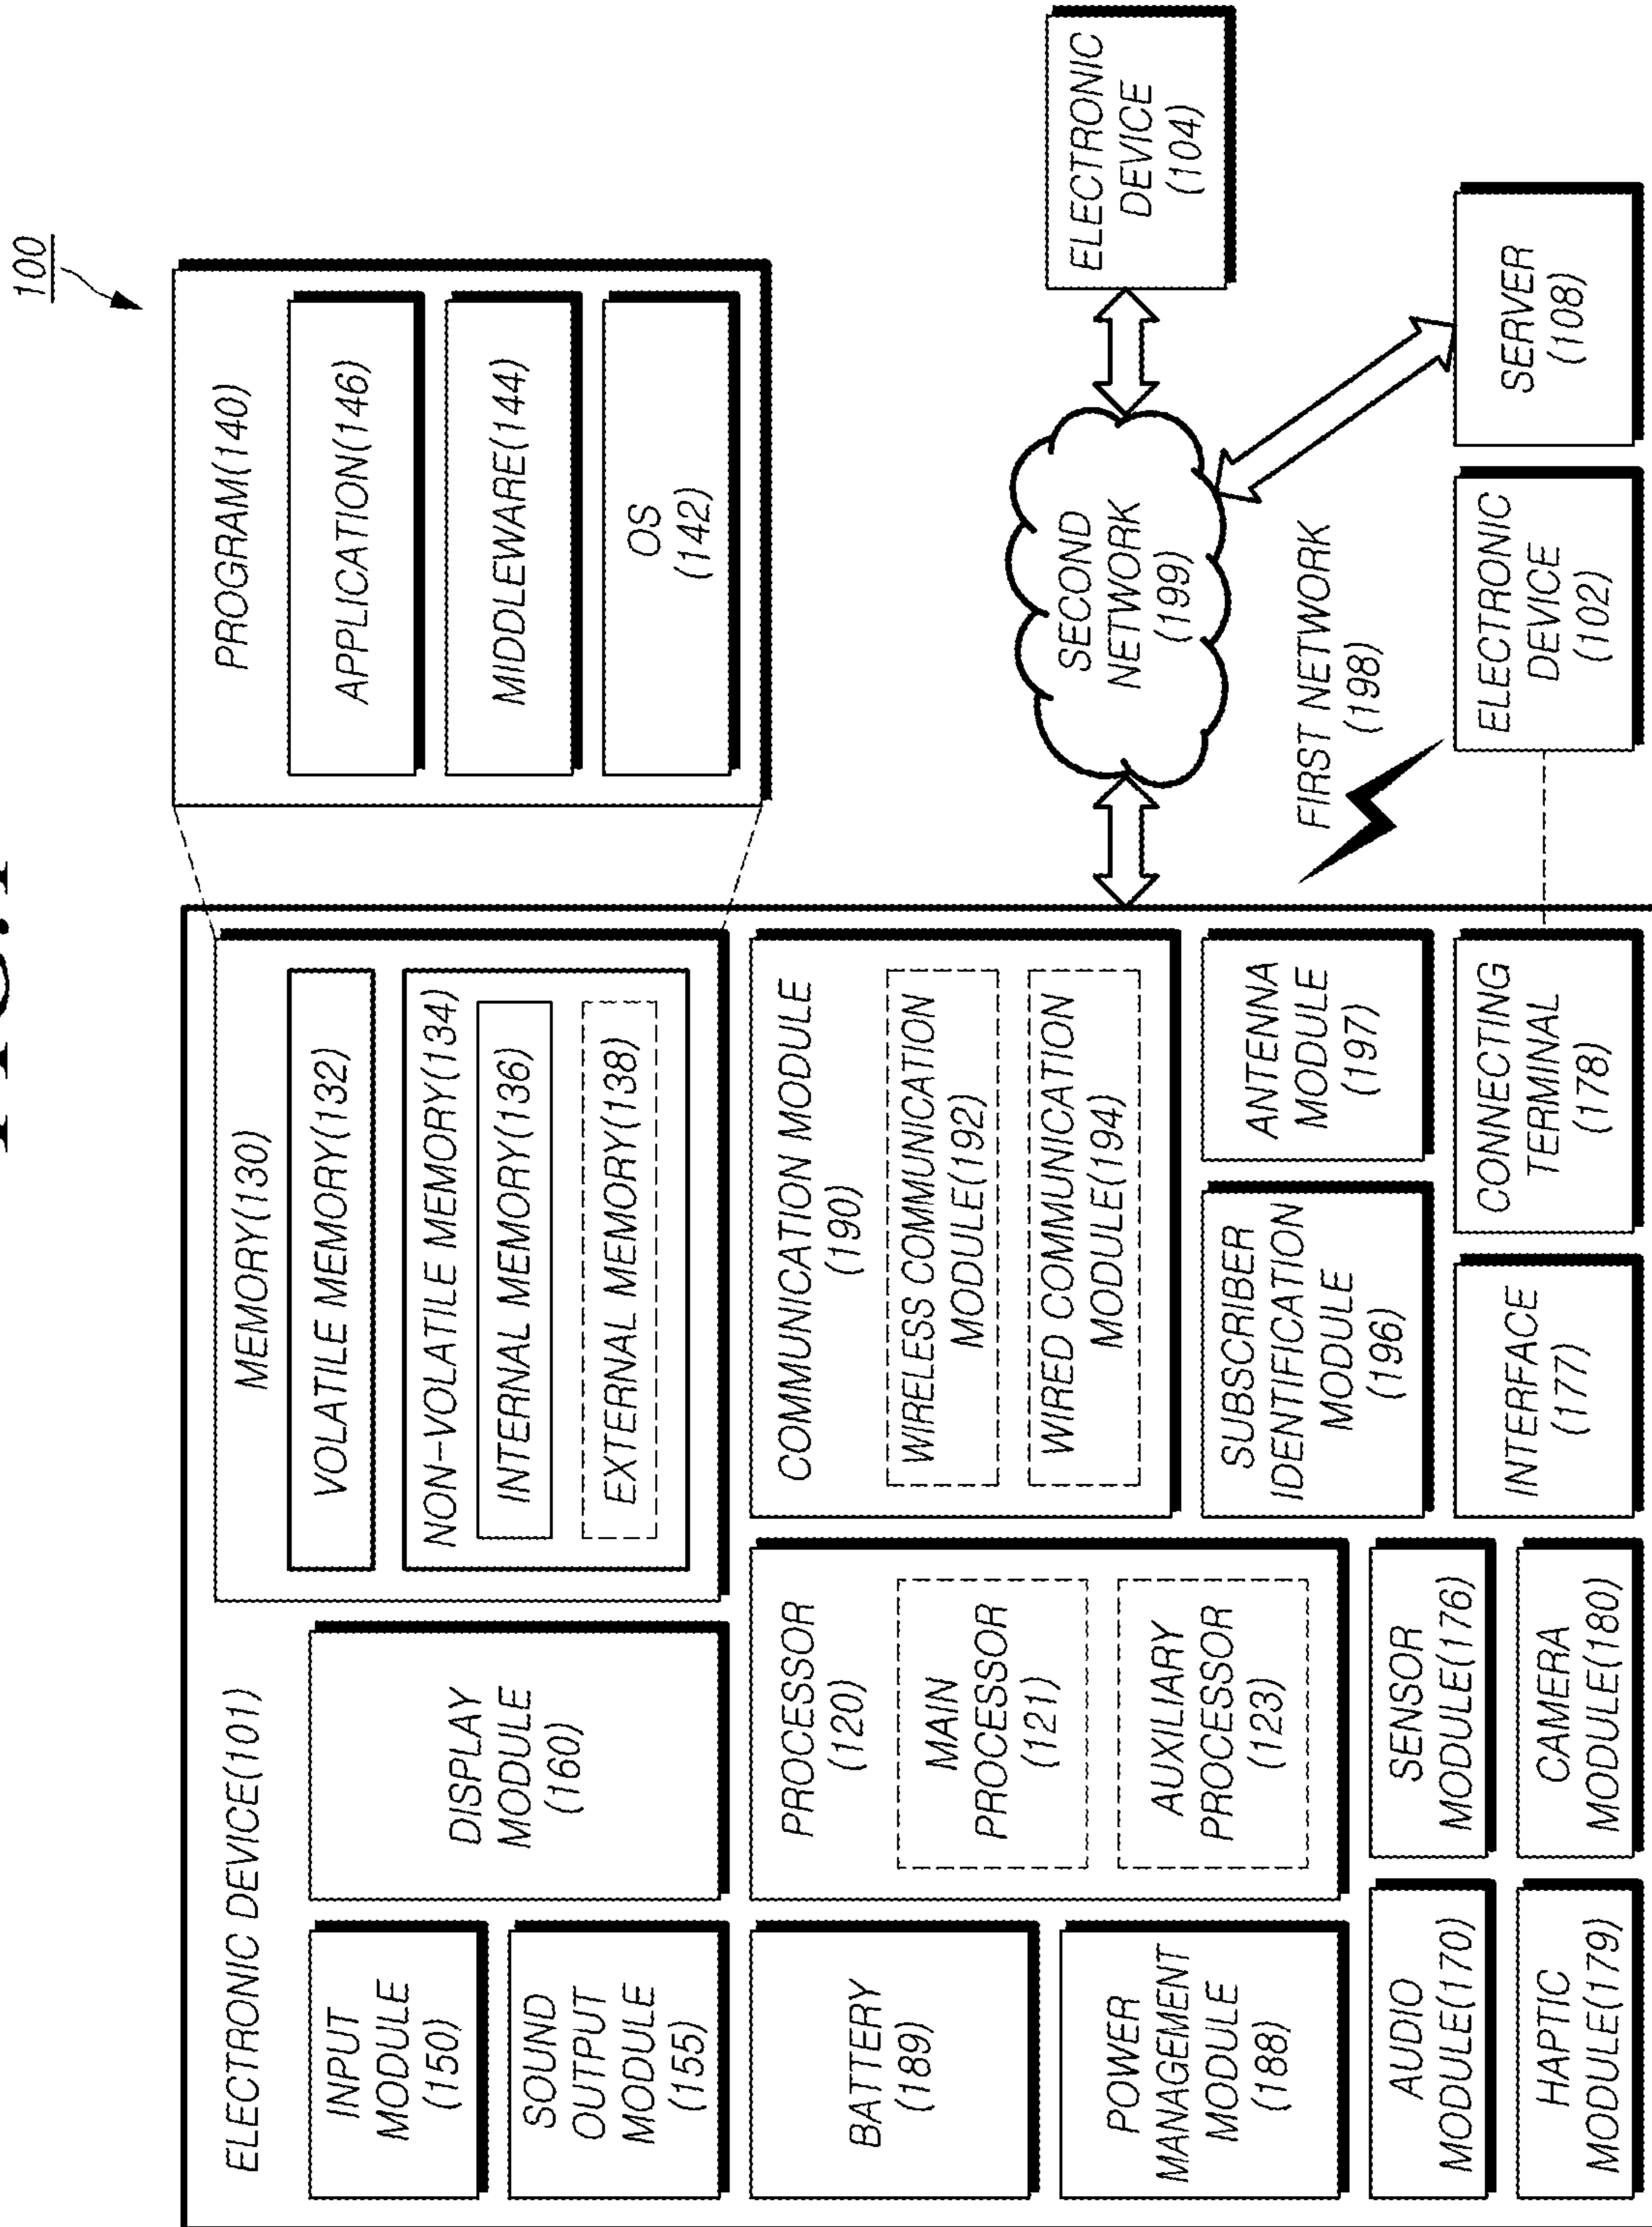 100
ELECTRONIC DEVICE(101)
INPUT
MODULE
(150)
SOUND
OUTPUT
MODULE
(155)
DISPLAY
MODULE
(160)
MEMORY(130)
VOLATILE MEMORY(132)
NON-VOLATILE MEMORY(134)
INTERNAL MEMORY(136)
EXTERNAL MEMORY(138)
PROGRAM(140)
APPLICATION(146)
MIDDLEWARE(144)
OS
(142)
BATTERY
(189)
POWER
MANAGEMENT
MODULE
(188)
PROCESSOR
(120)
MAIN
PROCESSOR
(121)
AUXILIARY
PROCESSOR
(123)
COMMUNICATION MODULE
(190)
WIRELESS COMMUNICATION
MODULE(192)
WIRED COMMUNICATION
MODULE(194)
SUBSCRIBER
IDENTIFICATION
MODULE
(196)
ANTENNA
MODULE
(197)
SECOND
NETWORK
(199)
ELECTRONIC
DEVICE
(104)
FIRST NETWORK
(198)
AUDIO
MODULE(170)
SENSOR
MODULE(176)
HAPTIC
MODULE(179)
CAMERA
MODULE(180)
INTERFACE
(177)
CONNECTING
TERMINAL
(178)
ELECTRONIC
DEVICE
(102)
SERVER
(108)